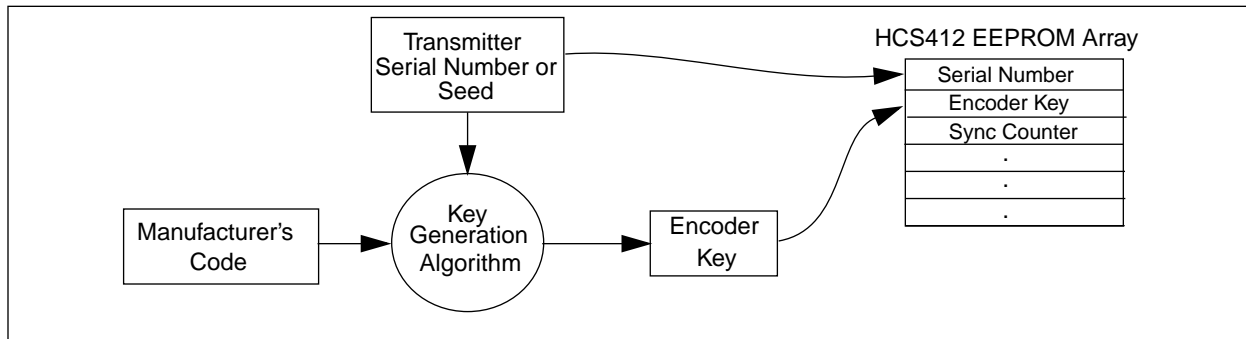 Transmitter
Serial Number or
Seed
HCS412 EEPROM Array
Serial Number
Encoder Key
Sync Counter
.
.
.
Manufacturer's
Code
Key
Generation
Algorithm
Encoder
Key